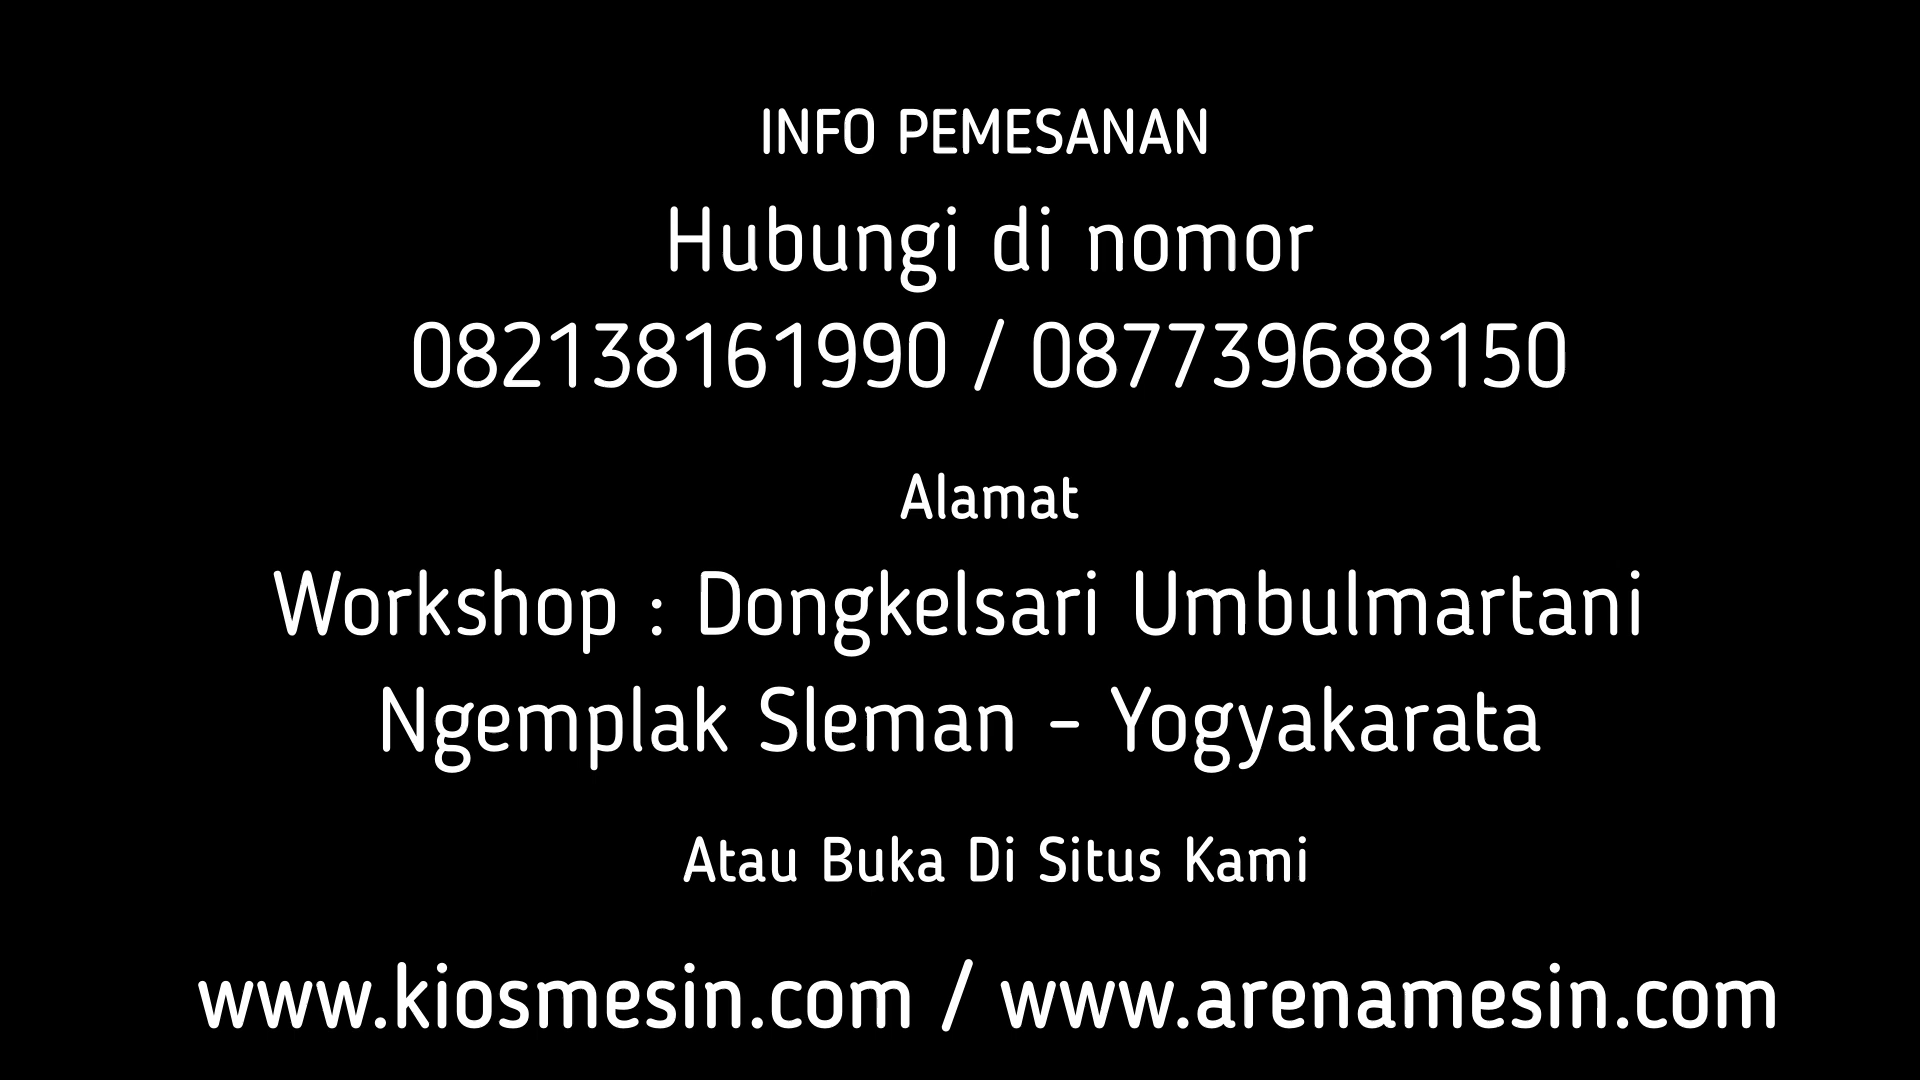 INFO PEMESANAN
Hubungi di nomor
082138161990 / 087739688150
Alamat
Workshop : Dongkelsari Umbulmartani
Ngemplak Sleman - Yogyakarata
Atau Buka Di Situs Kami
www.kiosmesin.com / www.arenamesin.com